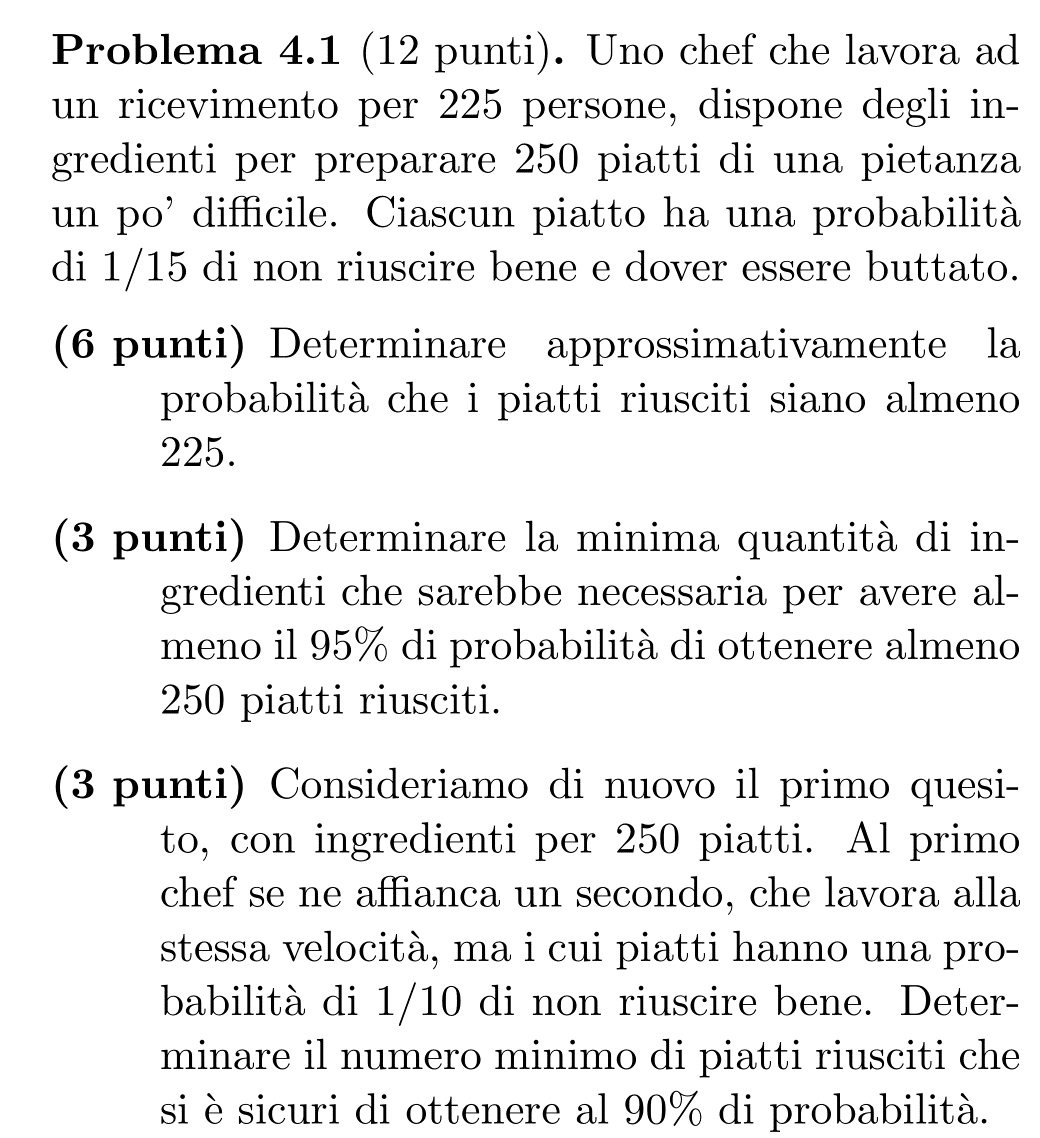 Problema 4.1 (12 punti). Uno chef che lavora ad
un ricevimento per 225 persone, dispone degli in-
gredienti per preparare 250 piatti di una pietanza
un po' difficile. Ciascun piatto ha una probabilità
di 1/15 di non riuscire bene e dover essere buttato.
(6 punti) Determinare approssimativamente la
probabilità che i piatti riusciti siano almeno
225.
(3 punti) Determinare la minima quantità di in-
gredienti che sarebbe necessaria per avere al-
meno il 95% di probabilità di ottenere almeno
250 piatti riusciti.
(3 punti) Consideriamo di nuovo il primo quesi-
to, con ingredienti per 250 piatti. Al primo
chef se ne affianca un secondo, che lavora alla
stessa velocità, ma i cui piatti hanno una pro-
babilità di 1/10 di non riuscire bene. Deter-
minare il numero minimo di piatti riusciti che
si è sicuri di ottenere al 90% di probabilità.